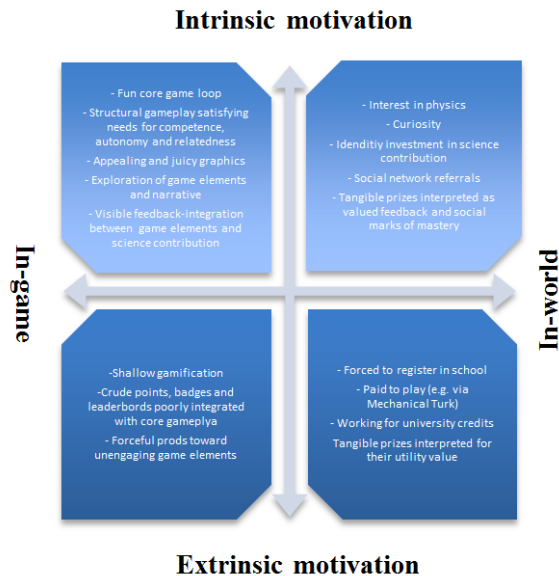 Intrinsic motivation
- Fun core game loop
- Structural gameplay satisfying
needs for competence,
autonomy and relatedness
- Appealing and juicy graphics
- Exploration of game elements
and narrative
- Visible feedback-integration
between game elements and
science contribution
- Interest in physics
- Curiosity
- Idenditiy investment in science
contribution
- Social network referrals
- Tangible prizes interpreted as
valued feedback and social
marks of mastery
In-game
In-world
-Shallow gamification
-Crude points, badges and
leaderbords poorly integrated
with core gameplya
- Forceful prods toward
unengaging game elements
- Forced to register in school
- Paid to play (e.g. via
Mechanical Turk)
- Working for university credits
Tangible prizes interpreted for
their utility value
Extrinsic motivation